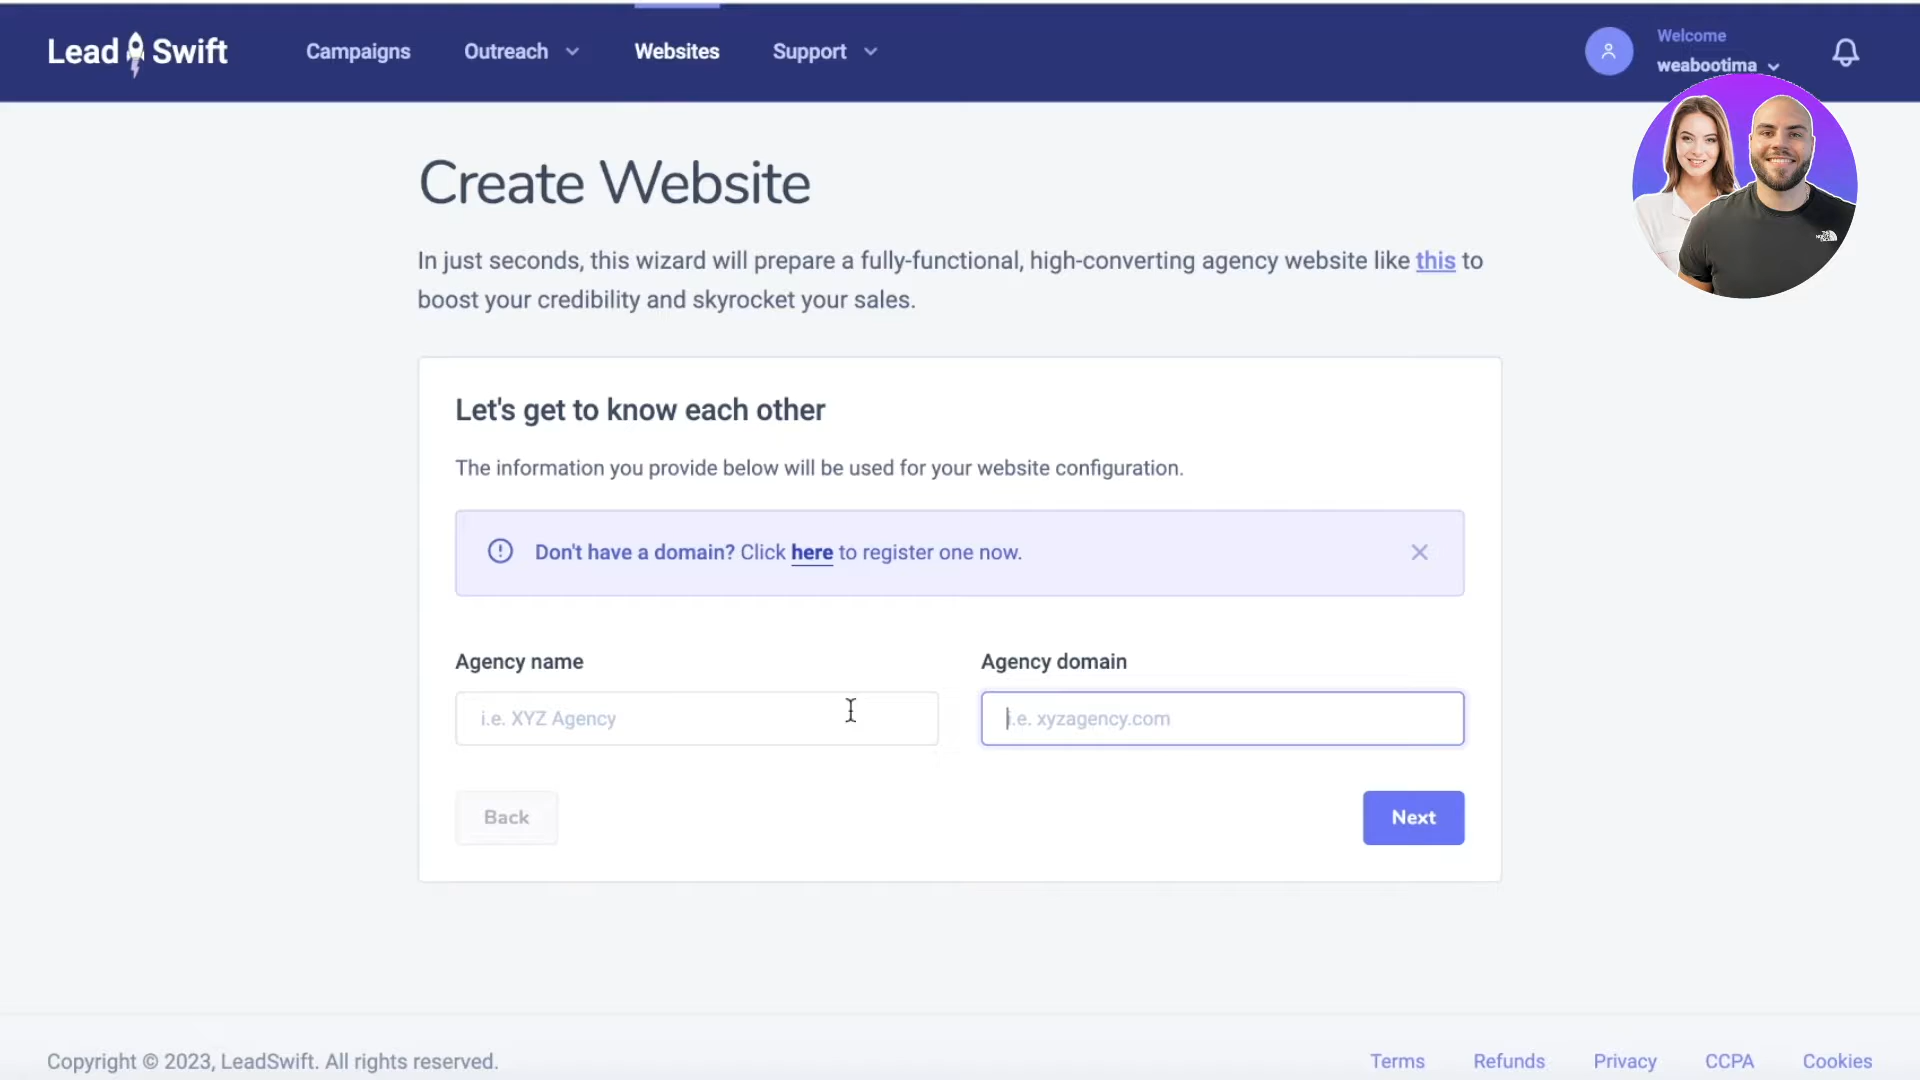 Lead Swift
Campaigns
Outreach
Websites
Support
Welcome
weabootima
Create Website
In just seconds, this wizard will prepare a fully-functional, high-converting agency website like this to
boost your credibility and skyrocket your sales.
Let's get to know each other
The information you provide below will be used for your website configuration.
Don't have a domain? Click here to register one now.
Agency name
Agency domain
i.e. XYZ Agency
i.e. xyzagency.com
Back
Next
THE NORTH FACE
Copyright © 2023, LeadSwift. All rights reserved.
Terms
Refunds
Privacy
CCPA
Cookies